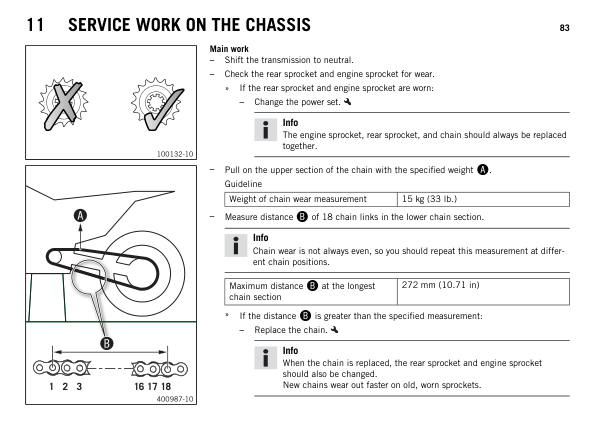 11 SERVICE WORK ON THE CHASSIS 83
100132-10
A
B
1 2 3 16 17 18
400987-10
Main work
– Shift the transmission to neutral.
– Check the rear sprocket and engine sprocket for wear.
» If the rear sprocket and engine sprocket are worn:
– Change the power set.
Info
The engine sprocket, rear sprocket, and chain should always be replaced
together.
– Pull on the upper section of the chain with the specified weight A.
Guideline
Weight of chain wear measurement 15 kg (33 lb.)
– Measure distance B of 18 chain links in the lower chain section.
Info
Chain wear is not always even, so you should repeat this measurement at differ-
ent chain positions.
Maximum distance B at the longest 272 mm (10.71 in)
chain section
» If the distance B is greater than the specified measurement:
– Replace the chain.
Info
When the chain is replaced, the rear sprocket and engine sprocket
should also be changed.
New chains wear out faster on old, worn sprockets.